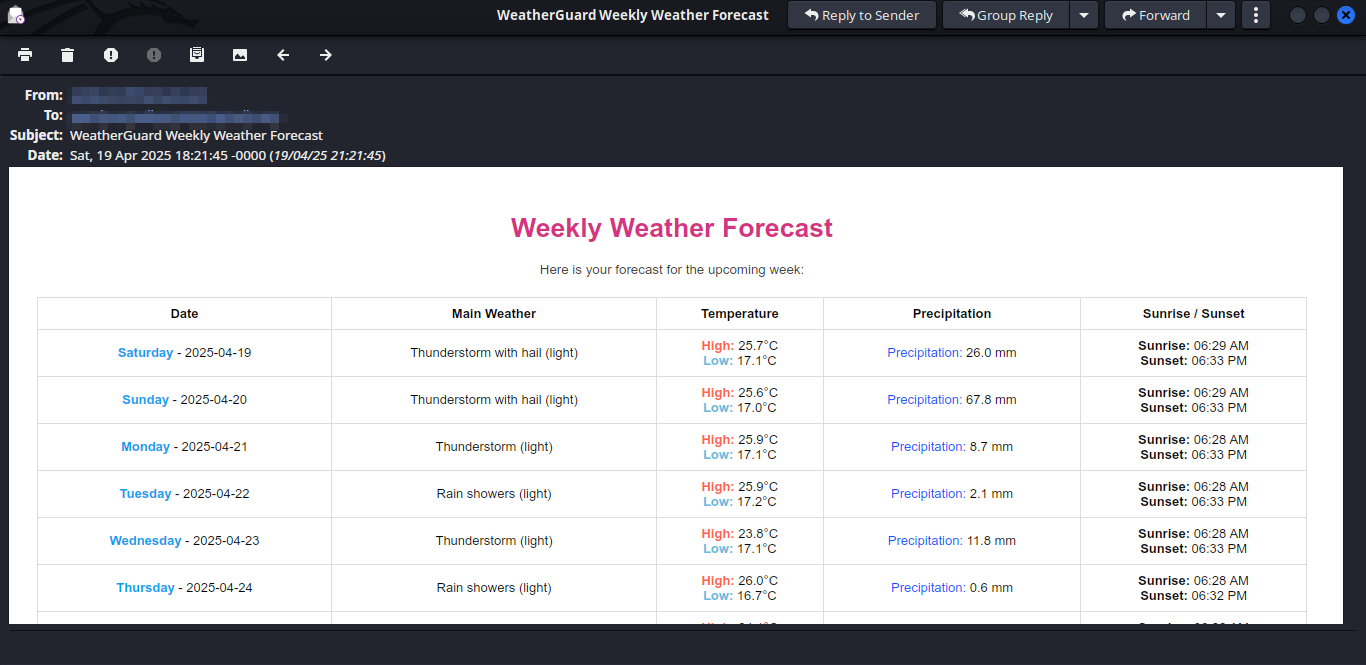 WeatherGuard Weekly Weather Forecast
Reply to Sender
Group Reply
Forward
From:
To:
Subject: WeatherGuard Weekly Weather Forecast
Date: Sat, 19 Apr 2025 18:21:45 -0000 (19/04/25 21:21:45)
Weekly Weather Forecast
Here is your forecast for the upcoming week:
Date Main Weather Temperature Precipitation Sunrise / Sunset
Saturday - 2025-04-19 Thunderstorm with hail (light) High: 25.7°C Precipitation: 26.0 mm Sunrise: 06:29 AM
Low: 17.1°C Sunset: 06:33 PM
Sunday - 2025-04-20 Thunderstorm with hail (light) High: 25.6°C Precipitation: 67.8 mm Sunrise: 06:29 AM
Low: 17.0°C Sunset: 06:33 PM
Monday - 2025-04-21 Thunderstorm (light) High: 25.9°C Precipitation: 8.7 mm Sunrise: 06:28 AM
Low: 17.1°C Sunset: 06:33 PM
Tuesday - 2025-04-22 Rain showers (light) High: 25.9°C Precipitation: 2.1 mm Sunrise: 06:28 AM
Low: 17.2°C Sunset: 06:33 PM
Wednesday - 2025-04-23 Thunderstorm (light) High: 23.8°C Precipitation: 11.8 mm Sunrise: 06:28 AM
Low: 17.1°C Sunset: 06:33 PM
Thursday - 2025-04-24 Rain showers (light) High: 26.0°C Precipitation: 0.6 mm Sunrise: 06:28 AM
Low: 16.7°C Sunset: 06:32 PM